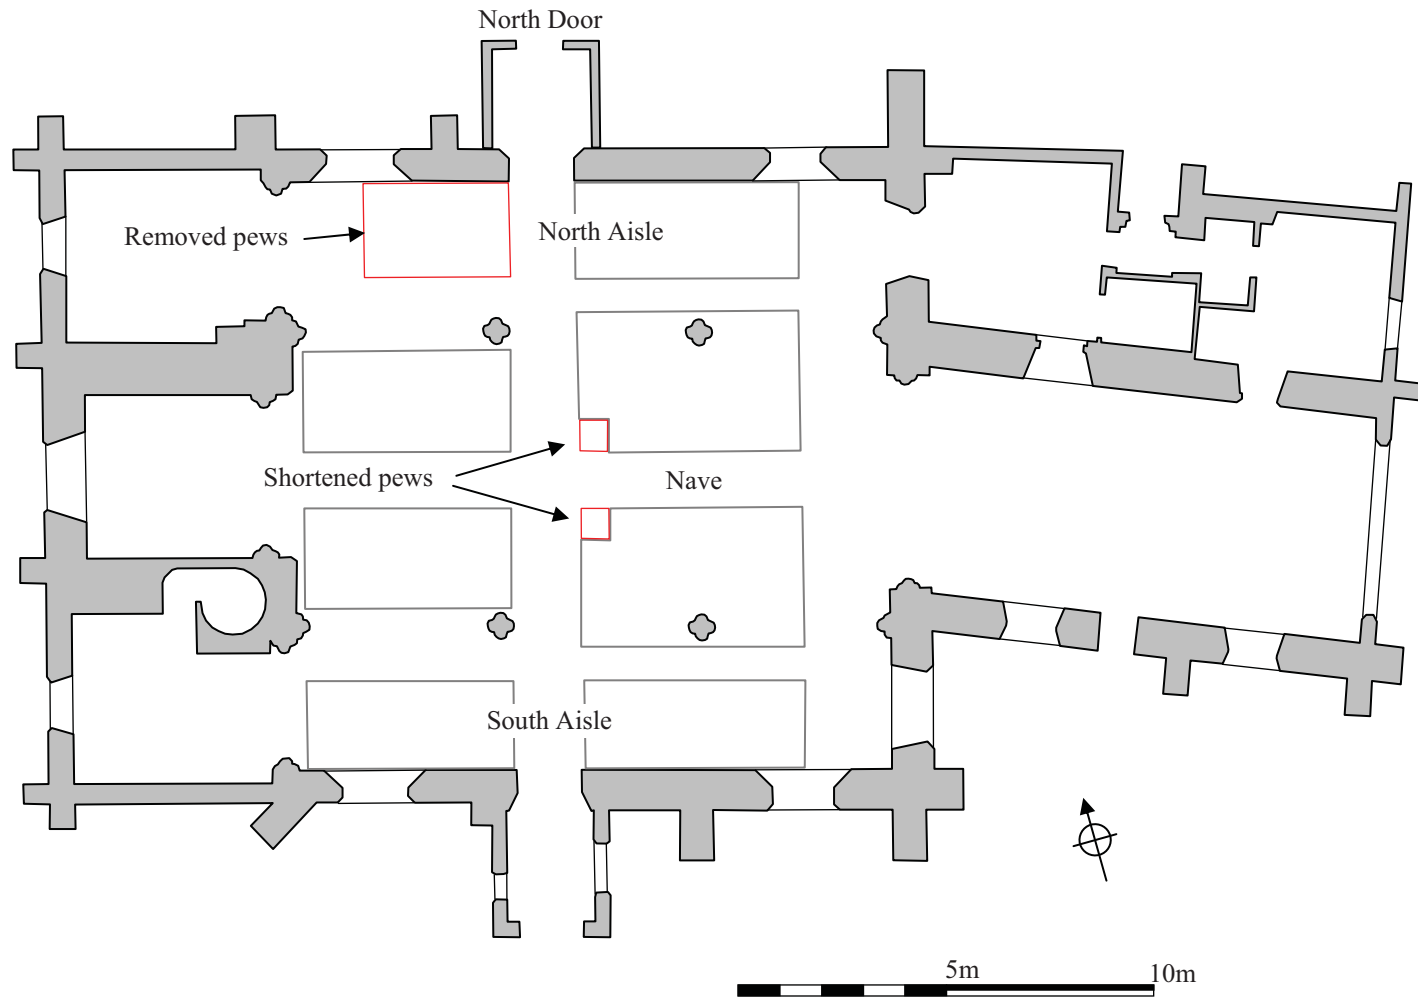 North Door
Removed pews
North Aisle
Shortened pews
Nave
South Aisle
5m
10m